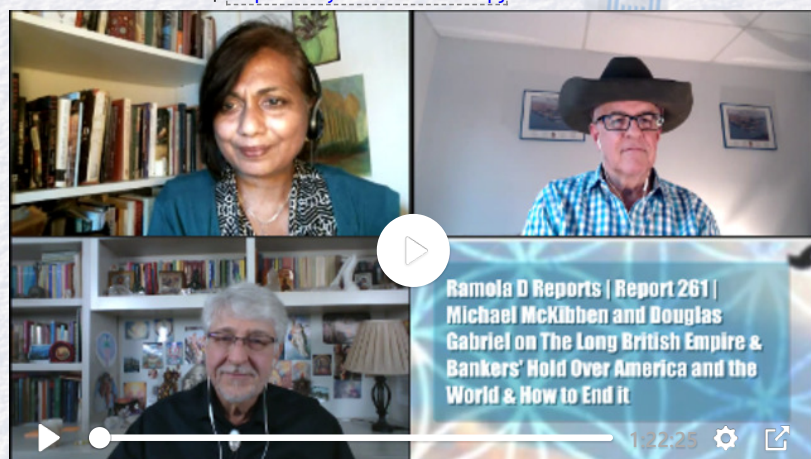 Ramola D Reports | Report 261 |
Michael McKibben and Douglas
Gabriel on The Long British Empire &
Bankers' Hold Over America and the
World & How to End it
1:22:25